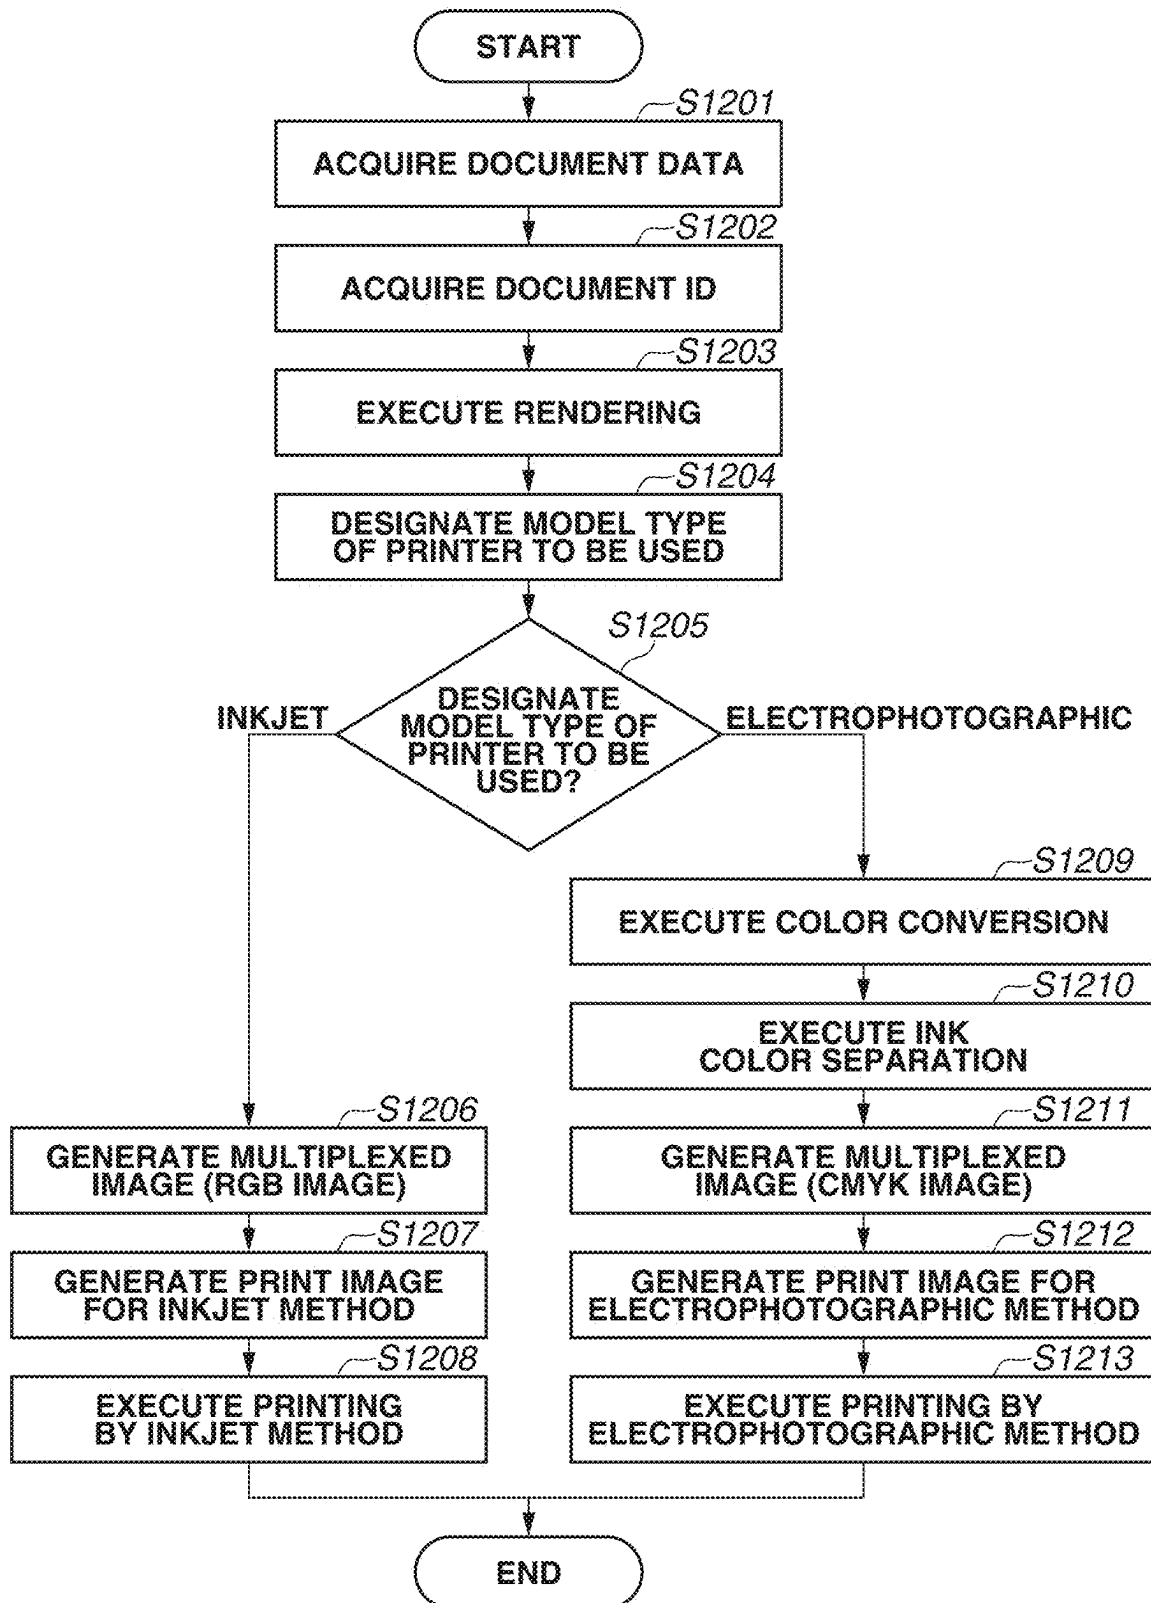 START
S1201
ACQUIRE DOCUMENT DATA
S1202
ACQUIRE DOCUMENT ID
S1203
EXECUTE RENDERING
S1204
DESIGNATE MODEL TYPE
OF PRINTER TO BE USED
S1205
DESIGNATE
MODEL TYPE OF
PRINTER TO BE
USED?
INKJET
ELECTROPHOTOGRAPHIC
S1206
GENERATE MULTIPLEXED
IMAGE (RGB IMAGE)
S1207
GENERATE PRINT IMAGE
FOR INKJET METHOD
S1208
EXECUTE PRINTING
BY INKJET METHOD
S1209
EXECUTE COLOR CONVERSION
S1210
EXECUTE INK
COLOR SEPARATION
S1211
GENERATE MULTIPLEXED
IMAGE (CMYK IMAGE)
S1212
GENERATE PRINT IMAGE FOR
ELECTROPHOTOGRAPHIC METHOD
S1213
EXECUTE PRINTING BY
ELECTROPHOTOGRAPHIC METHOD
END